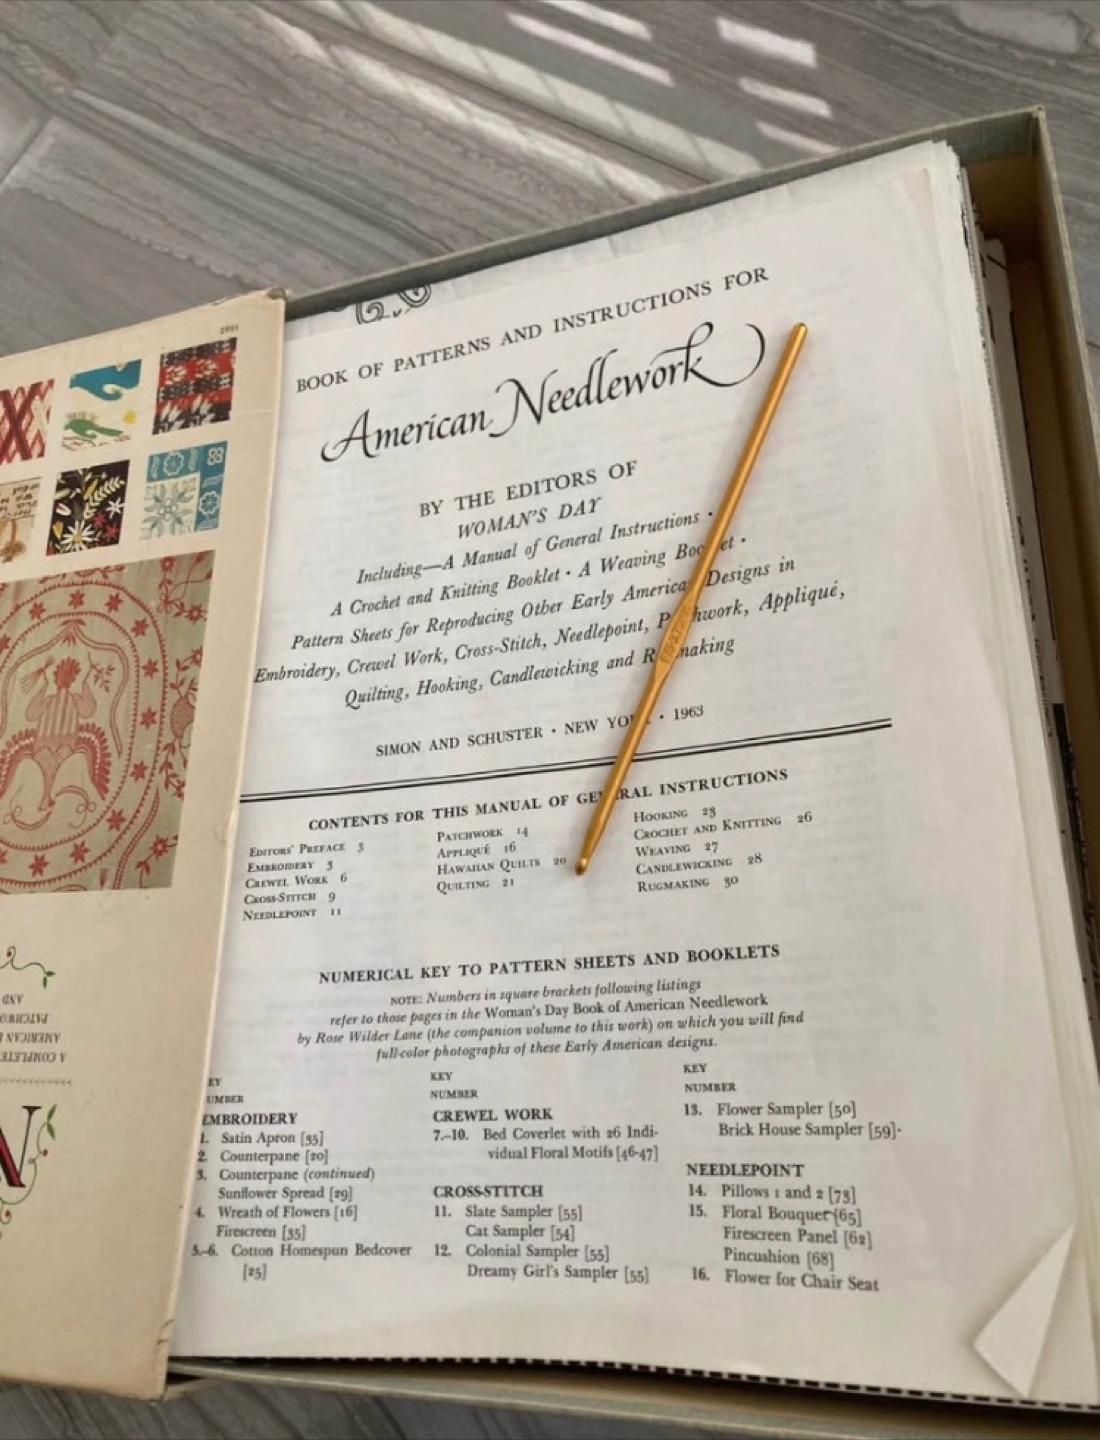 BOOK OF PATTERNS AND INSTRUCTIONS FOR
American Needlework
BY THE EDITORS OF
WOMAN'S DAY
Including—A Manual of General Instructions •
A Crochet and Knitting Booklet • A Weaving Boo et •
Pattern Sheets for Reproducing Other Early America Designs in
Embroidery, Crewel Work, Cross-Stitch, Needlepoint, P hwork, Appliqué,
Quilting, Hooking, Candlewicking and R making
SIMON AND SCHUSTER • NEW YO • 1963
CONTENTS FOR THIS MANUAL OF GENERAL INSTRUCTIONS
EDITORS' PREFACE 3
EMBROIDERY 3
CREWEL WORK 6
CROSS-STITCH 9
NEEDLEPOINT 11
PATCHWORK 14
APPLIQUÉ 16
HAWAIIAN QUILTS 20
QUILTING 21
HOOKING 23
CROCHET AND KNITTING 26
WEAVING 27
CANDLEWICKING 28
RUGMAKING 30
NUMERICAL KEY TO PATTERN SHEETS AND BOOKLETS
NOTE: Numbers in square brackets following listings
refer to those pages in the Woman's Day Book of American Needlework
by Rose Wilder Lane (the companion volume to this work) on which you will find
full-color photographs of these Early American designs.
EY
UMBER
EMBROIDERY
1. Satin Apron [35]
2. Counterpane [20]
3. Counterpane (continued)
Sunflower Spread [29]
4. Wreath of Flowers [16]
Firescreen [35]
5.-6. Cotton Homespun Bedcover
[25]
KEY
NUMBER
CREWEL WORK
7.-10. Bed Coverlet with 26 Indi-
vidual Floral Motifs [46-47]
CROSS-STITCH
11. Slate Sampler [55]
Cat Sampler [54]
12. Colonial Sampler [55]
Dreamy Girl's Sampler [55]
KEY
NUMBER
13. Flower Sampler [50]
Brick House Sampler [59]•
NEEDLEPOINT
14. Pillows 1 and 2 [73]
15. Floral Bouquet [65]
Firescreen Panel [62]
Pincushion [68]
16. Flower for Chair Seat
2901
A COMPLETE
AMERICAN
PATCHWO
AND
N